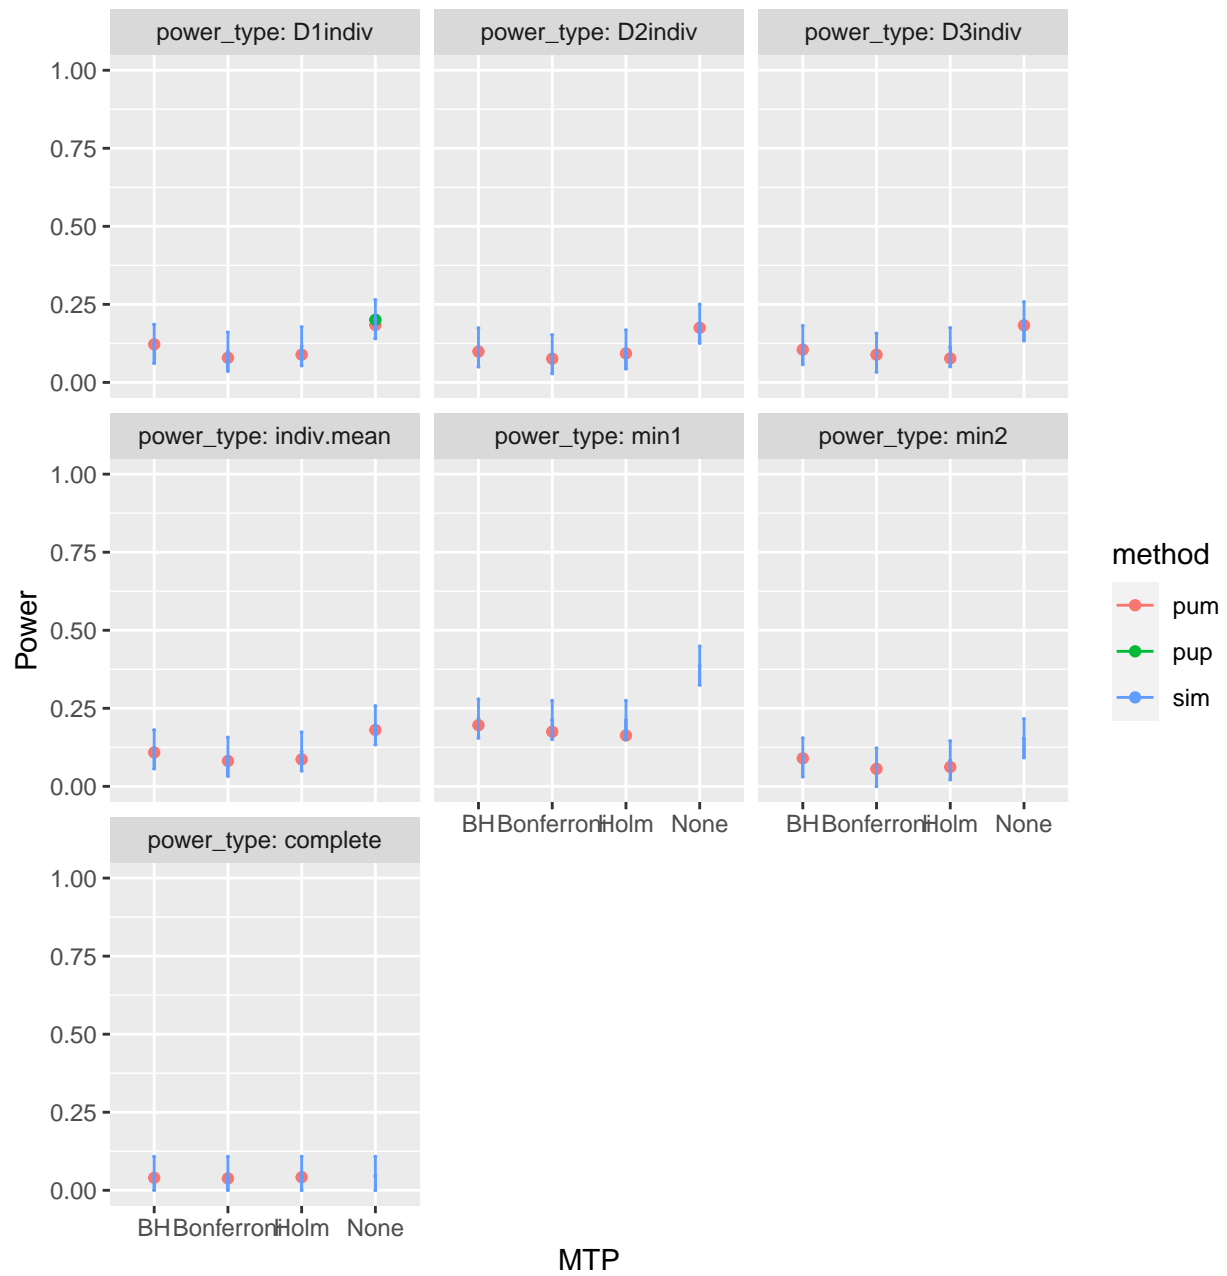 power_type: D1indiv power_type: D2indiv power_type: D3indiv
1.00
0.75
0.50
0.25
0.00
power_type: indiv.mean power_type: min1 power_type: min2
1.00
0.75
0.50
0.25
0.00
BH Bonferroni Holm None BH Bonferroni Holm None
power_type: complete
1.00
0.75
0.50
0.25
0.00
BH Bonferroni Holm None
MTP
Power
method
pum
pup
sim